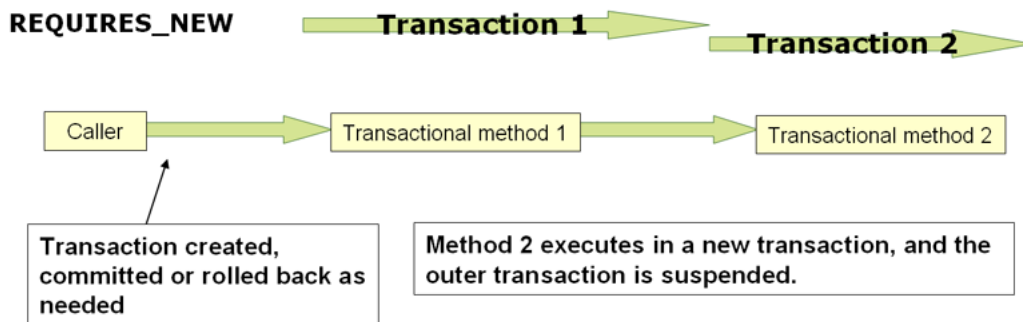 REQUIRES_NEW
Transaction 1
Transaction 2
Caller
Transactional method 1
Transactional method 2
Transaction created,
committed or rolled back as
needed
Method 2 executes in a new transaction, and the
outer transaction is suspended.